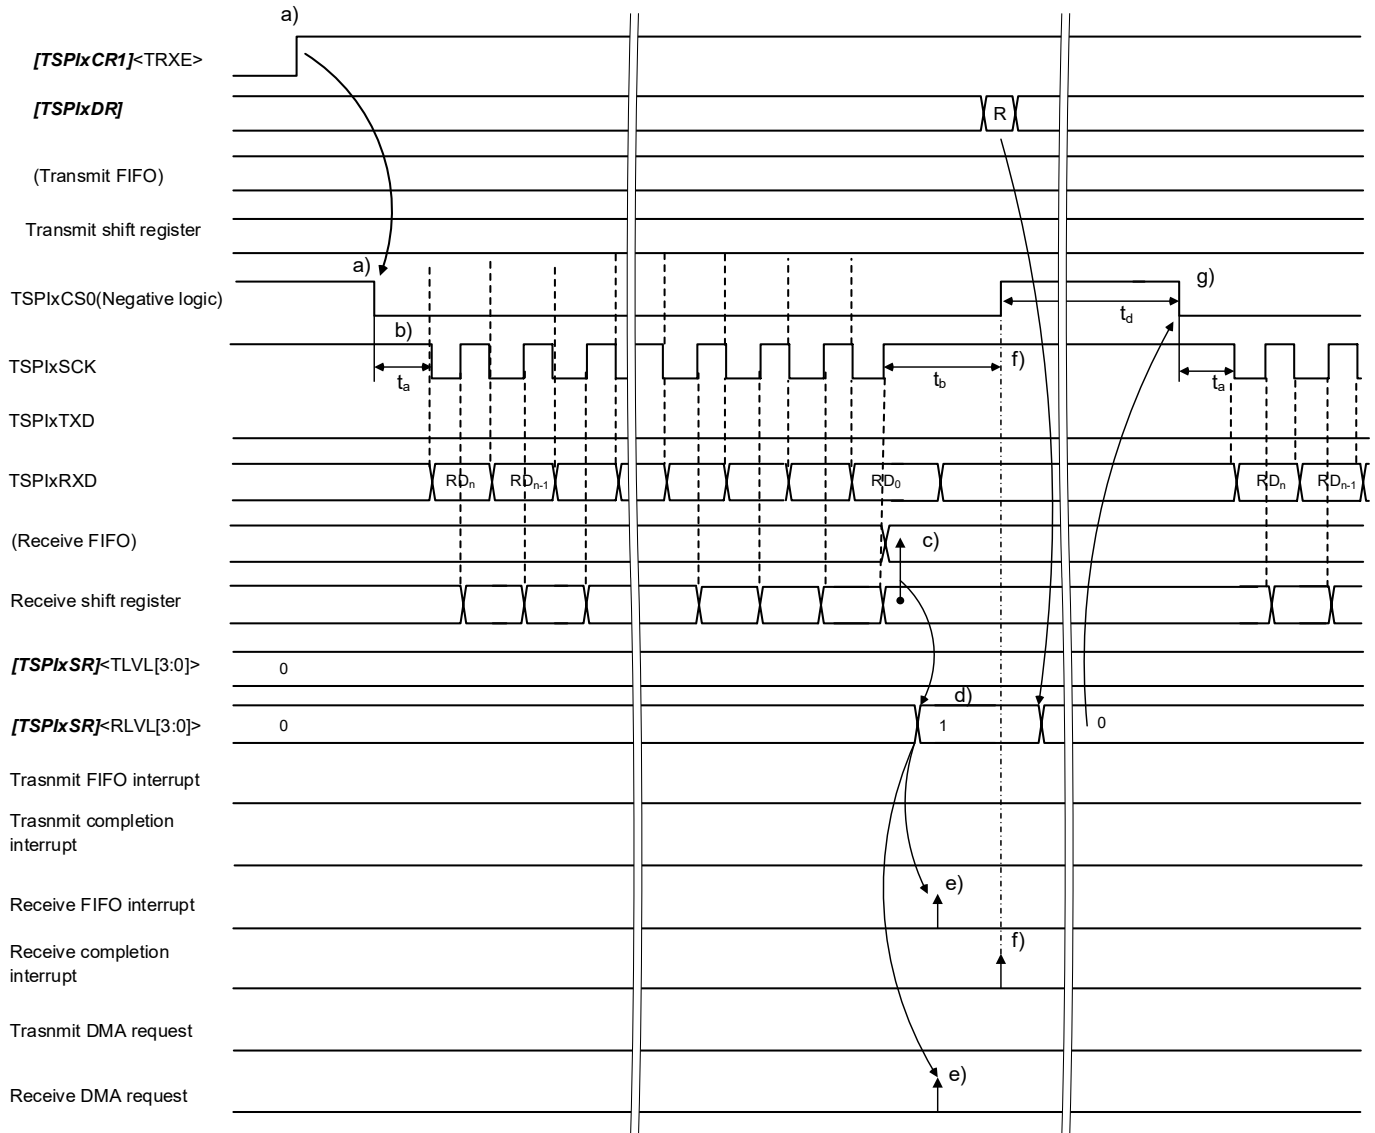 a)
[TSPIxCR1]<TRXE>
[TSPIxDR]
R
(Transmit FIFO)
Transmit shift register
a)
g)
TSPIxCS0(Negative logic)
td
b)
f)
TSPIxSCK
ta
tb
ta
TSPIxTXD
TSPIxRXD
RDn
RDn-1
RD0
RDn
RDn-1
(Receive FIFO)
c)
Receive shift register
[TSPIxSR]<TLVL[3:0]>
0
d)
[TSPIxSR]<RLVL[3:0]>
0
1
0
Trasnmit FIFO interrupt
Trasnmit completion
interrupt
e)
Receive FIFO interrupt
f)
Receive completion
interrupt
Trasnmit DMA request
e)
Receive DMA request